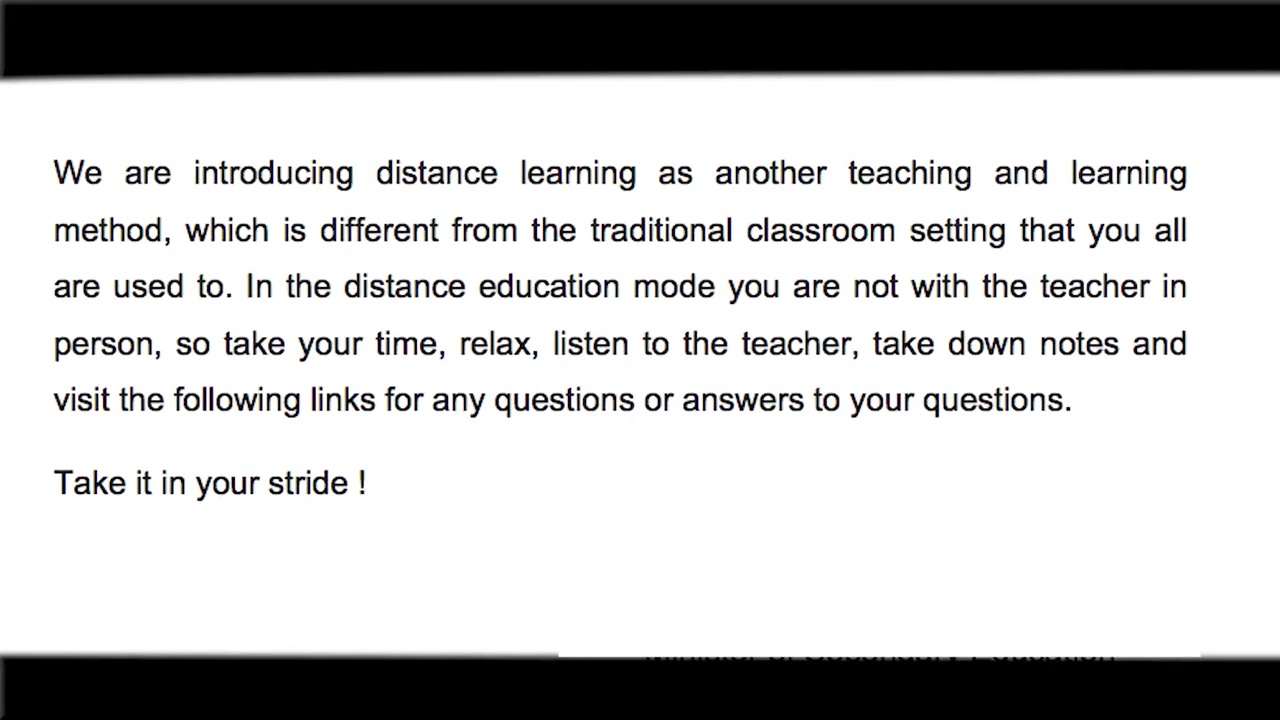 We are introducing distance learning as another teaching and learning
method, which is different from the traditional classroom setting that you all
are used to. In the distance education mode you are not with the teacher in
person, so take your time, relax, listen to the teacher, take down notes and
visit the following links for any questions or answers to your questions.
Take it in your stride !